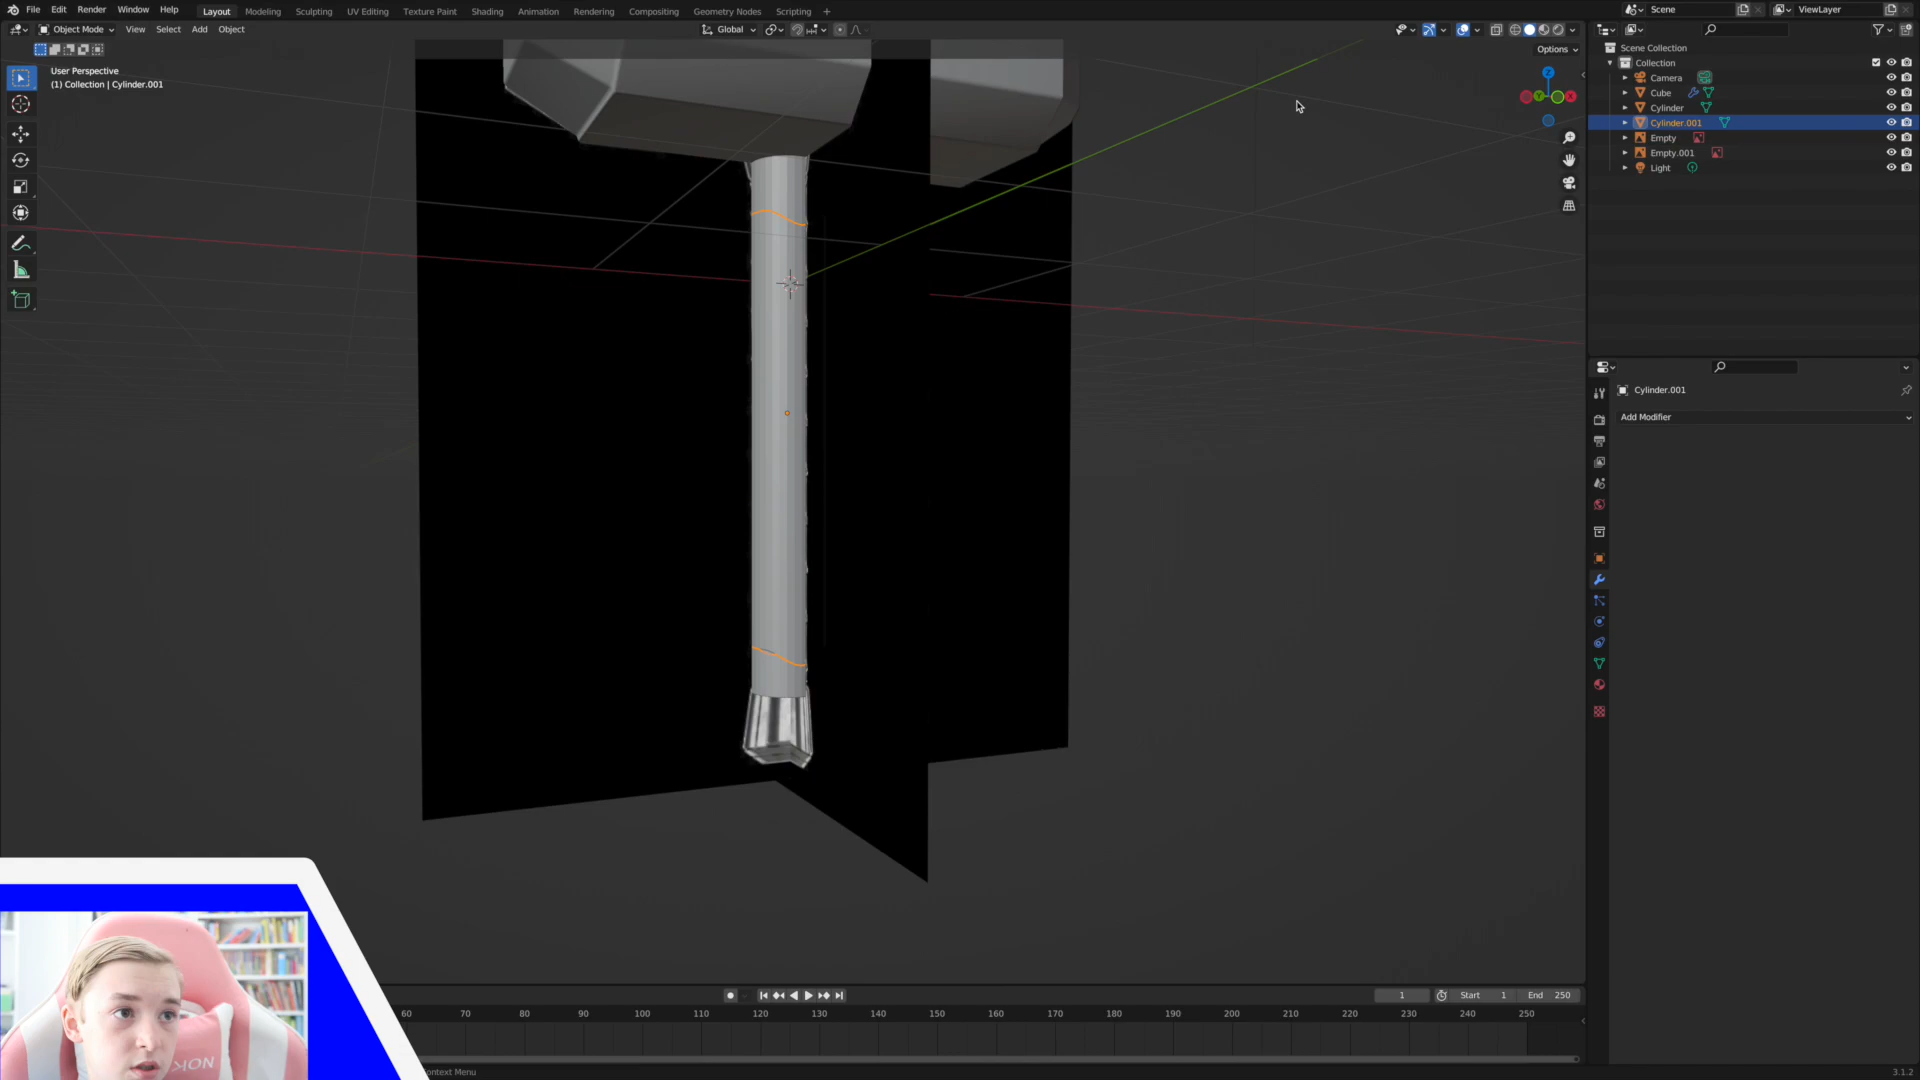 File Edit Render Window Help Layout Modeling Sculpting UV Editing Texture Paint Shading Animation Rendering Compositing Geometry Nodes Scripting + Scene ViewLayer
Object Mode View Select Add Object Global
Options
User Perspective
(1) Collection | Cylinder.001
Z
Y X
Scene Collection
Collection
Camera
Cube
Cylinder
Cylinder.001
Empty
Empty.001
Light
Cylinder.001
Add Modifier
1 Start 1 End 250
60 70 80 90 100 110 120 130 140 150 160 170 180 190 200 210 220 230 240 250
ontext Menu
3.1.2
NOK